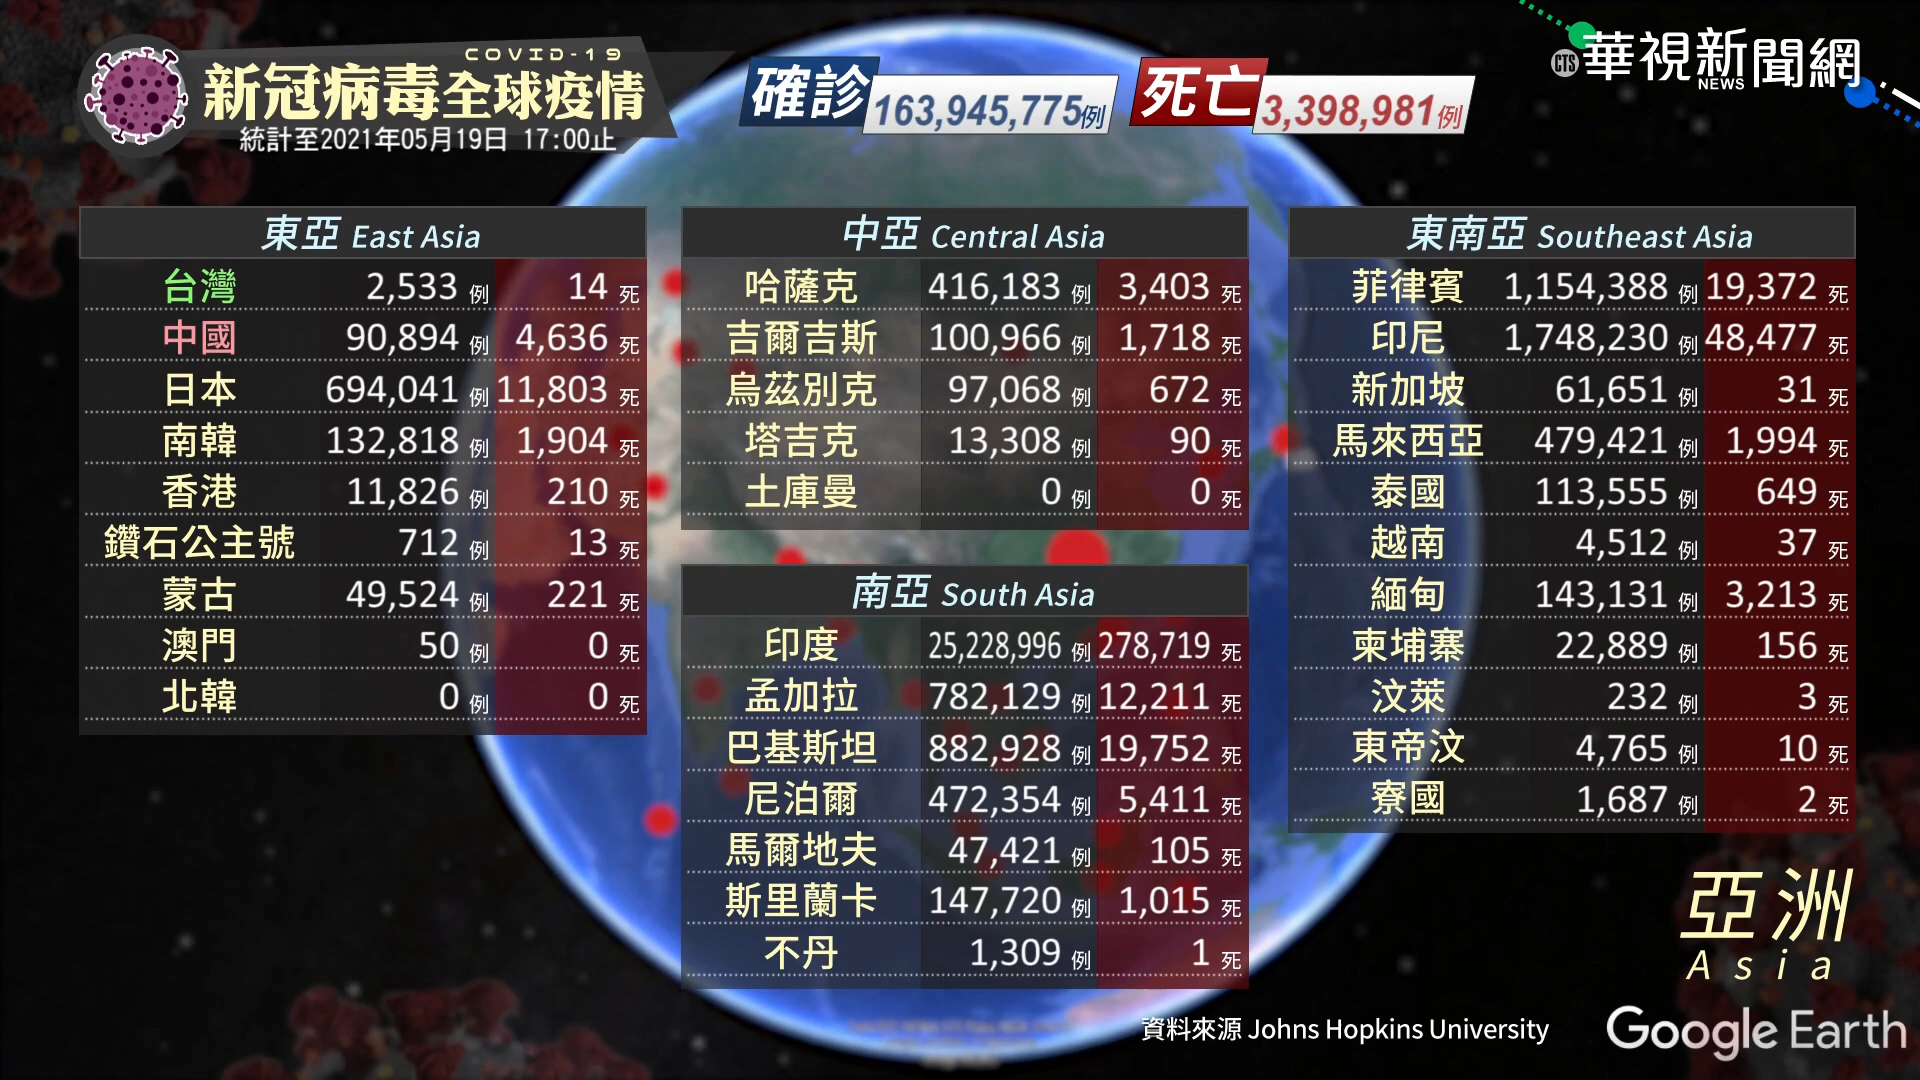 COVID-19
新冠病毒全球疫情
統計至2021年05月19日 17:00止
確診 163,945,775例
死亡 3,398,981例
CTS 華視新聞網
NEWS
東亞 East Asia
台灣 2,533 例 14 死
中國 90,894 例 4,636 死
日本 694,041 例 11,803 死
南韓 132,818 例 1,904 死
香港 11,826 例 210 死
鑽石公主號 712 例 13 死
蒙古 49,524 例 221 死
澳門 50 例 0 死
北韓 0 例 0 死
中亞 Central Asia
哈薩克 416,183 例 3,403 死
吉爾吉斯 100,966 例 1,718 死
烏茲別克 97,068 例 672 死
塔吉克 13,308 例 90 死
土庫曼 0 例 0 死
南亞 South Asia
印度 25,228,996 例 278,719 死
孟加拉 782,129 例 12,211 死
巴基斯坦 882,928 例 19,752 死
尼泊爾 472,354 例 5,411 死
馬爾地夫 47,421 例 105 死
斯里蘭卡 147,720 例 1,015 死
不丹 1,309 例 1 死
東南亞 Southeast Asia
菲律賓 1,154,388 例 19,372 死
印尼 1,748,230 例 48,477 死
新加坡 61,651 例 31 死
馬來西亞 479,421 例 1,994 死
泰國 113,555 例 649 死
越南 4,512 例 37 死
緬甸 143,131 例 3,213 死
柬埔寨 22,889 例 156 死
汶萊 232 例 3 死
東帝汶 4,765 例 10 死
寮國 1,687 例 2 死
亞洲
Asia
資料來源 Johns Hopkins University
Google Earth